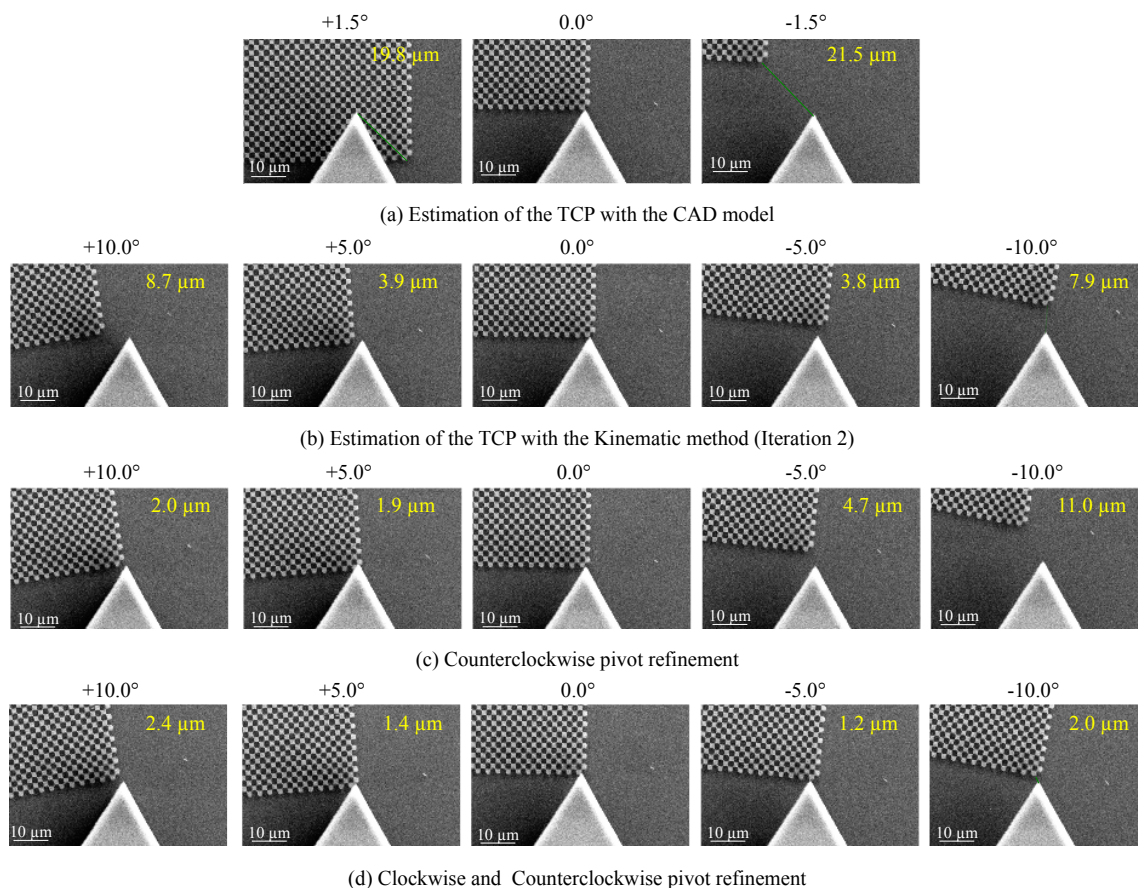 +1.5° 0.0° -1.5°
19.8 µm 21.5 µm
10 µm 10 µm 10 µm
(a) Estimation of the TCP with the CAD model
+10.0° +5.0° 0.0° -5.0° -10.0°
8.7 µm 3.9 µm 3.8 µm 7.9 µm
10 µm 10 µm 10 µm 10 µm 10 µm
(b) Estimation of the TCP with the Kinematic method (Iteration 2)
+10.0° +5.0° 0.0° -5.0° -10.0°
2.0 µm 1.9 µm 4.7 µm 11.0 µm
10 µm 10 µm 10 µm 10 µm 10 µm
(c) Counterclockwise pivot refinement
+10.0° +5.0° 0.0° -5.0° -10.0°
2.4 µm 1.4 µm 1.2 µm 2.0 µm
10 µm 10 µm 10 µm 10 µm 10 µm
(d) Clockwise and Counterclockwise pivot refinement